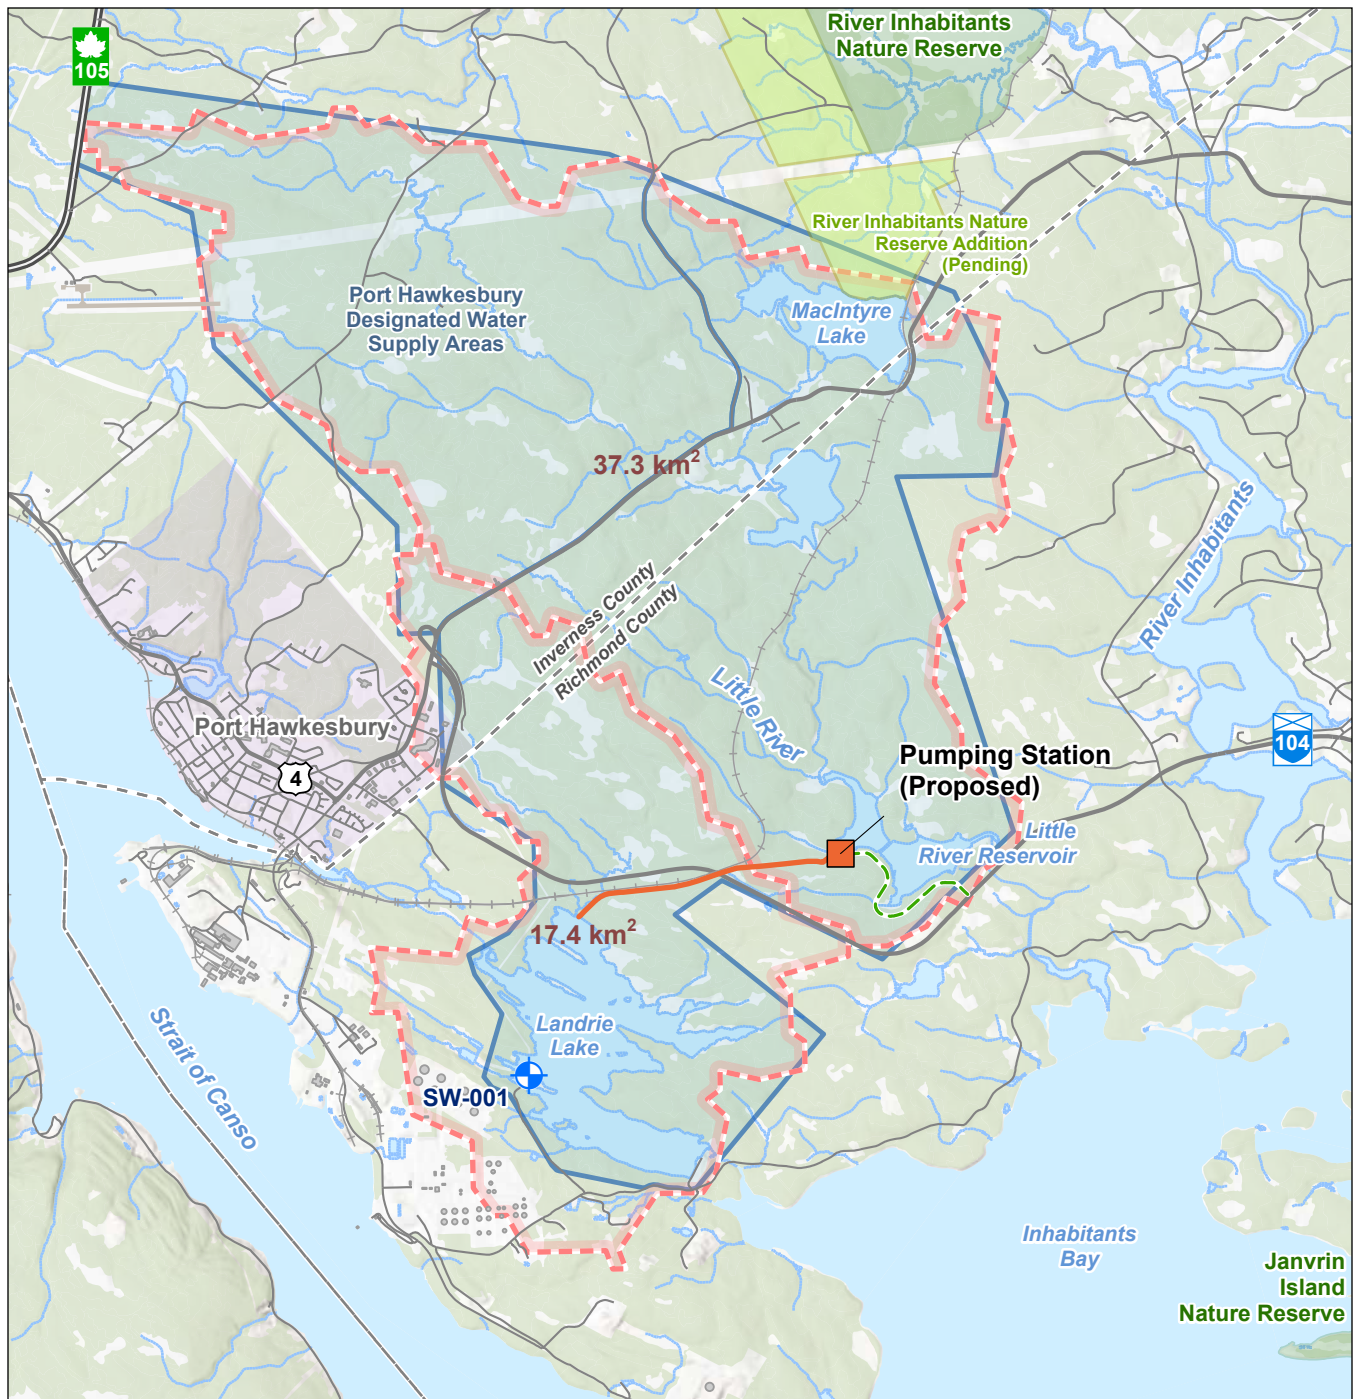 River Inhabitants
Nature Reserve
105
River Inhabitants Nature
Reserve Addition
(Pending)
Port Hawkesbury
Designated Water
Supply Areas
MacIntyre
Lake
37.3 km²
River Inhabitants
Inverness County
Richmond County
Little River
Port Hawkesbury
4
104
Pumping Station
(Proposed)
Little
River Reservoir
17.4 km²
Landrie
Lake
SW-001
Strait of Canso
Inhabitants
Bay
Janvrin
Island
Nature Reserve